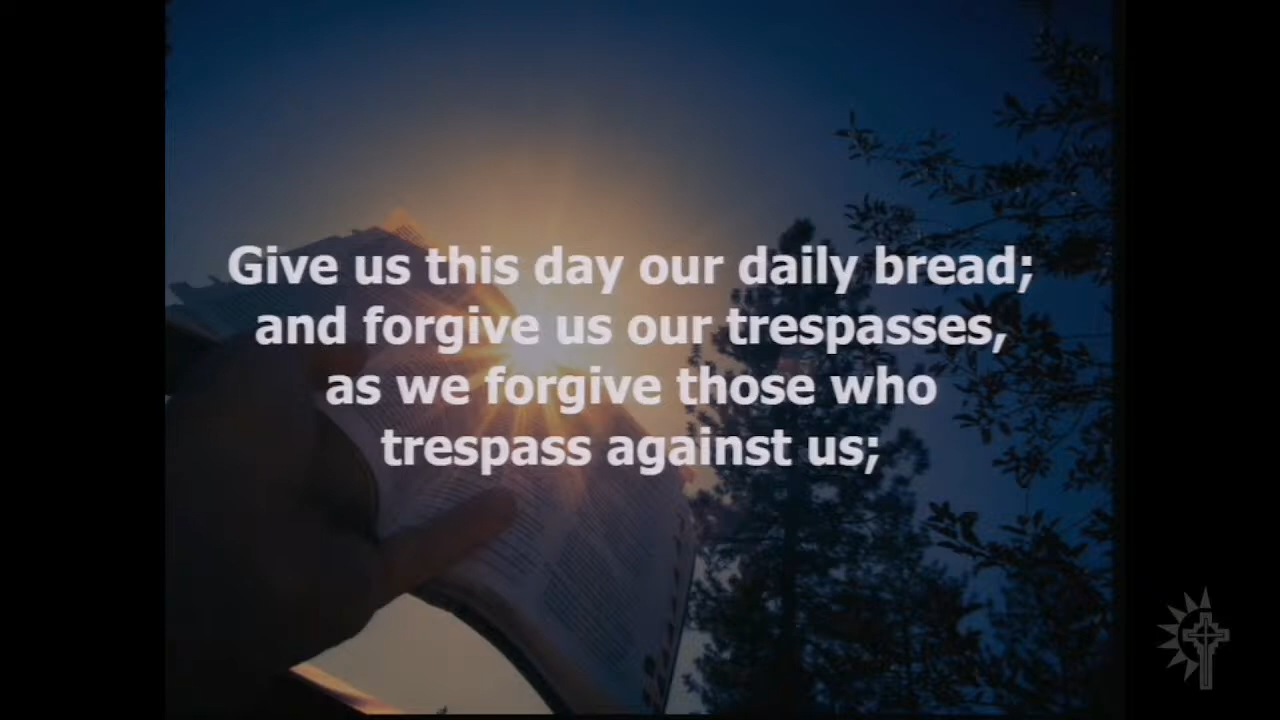 Give us this day our daily bread;
and forgive us our trespasses,
as we forgive those who
trespass against us;